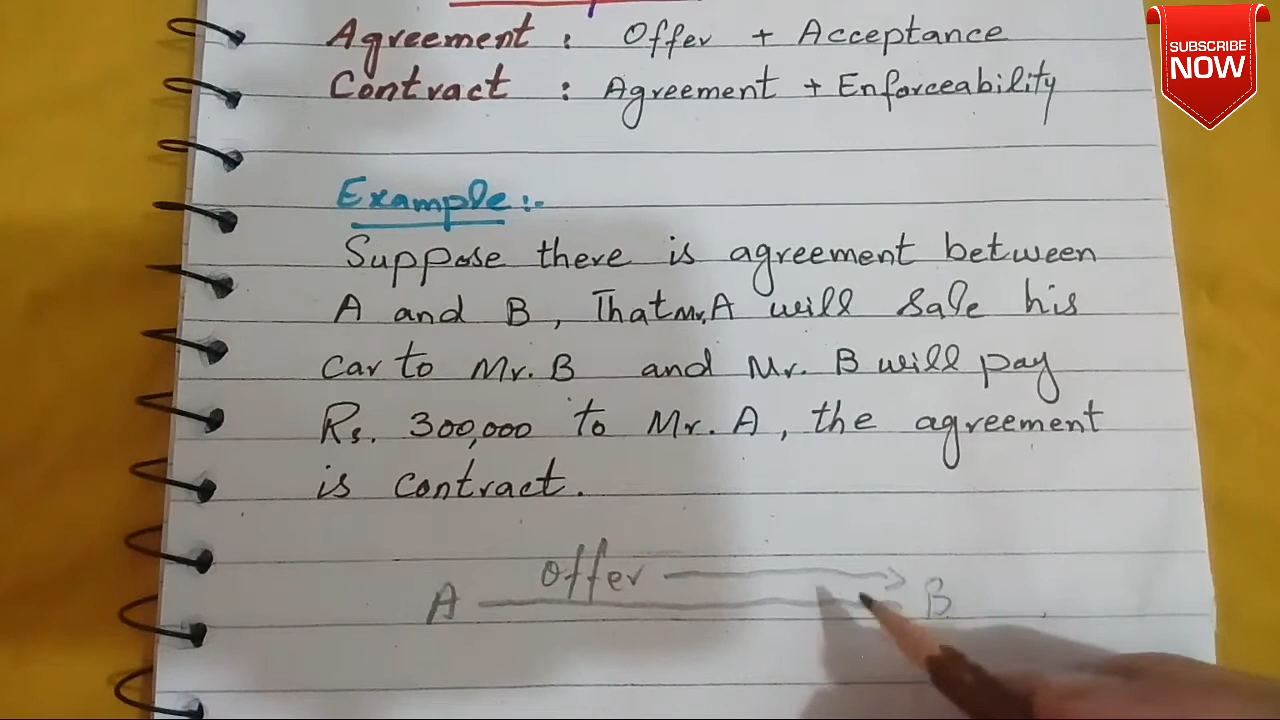 Agreement : Offer + Acceptance
SUBSCRIBE
NOW
Contract : Agreement + Enforceability
Example :-
Suppose there is agreement between
A and B, That Mr, A will Sale his
car to Mr. B and Mr. B will pay
Rs. 300,000 to Mr. A, the agreement
is contract.
Offer
A B